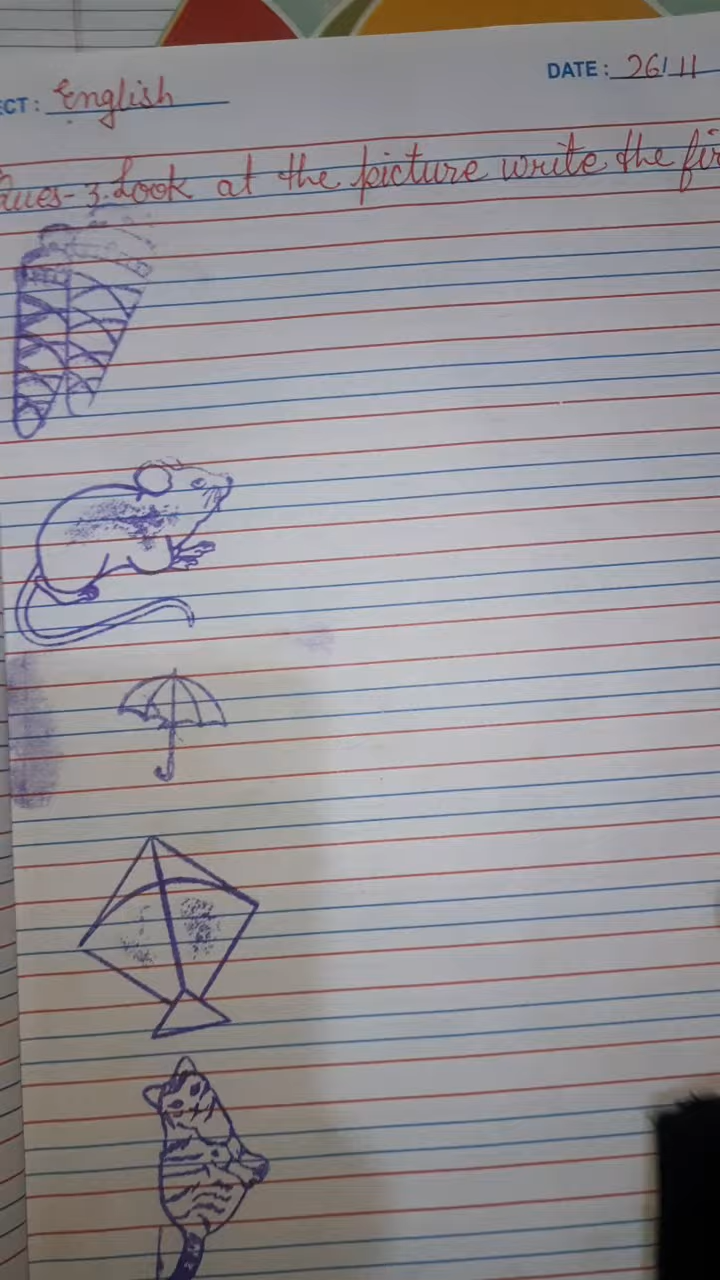 ECT: English
DATE: 26/11
Ques-3. Look at the picture write the fir